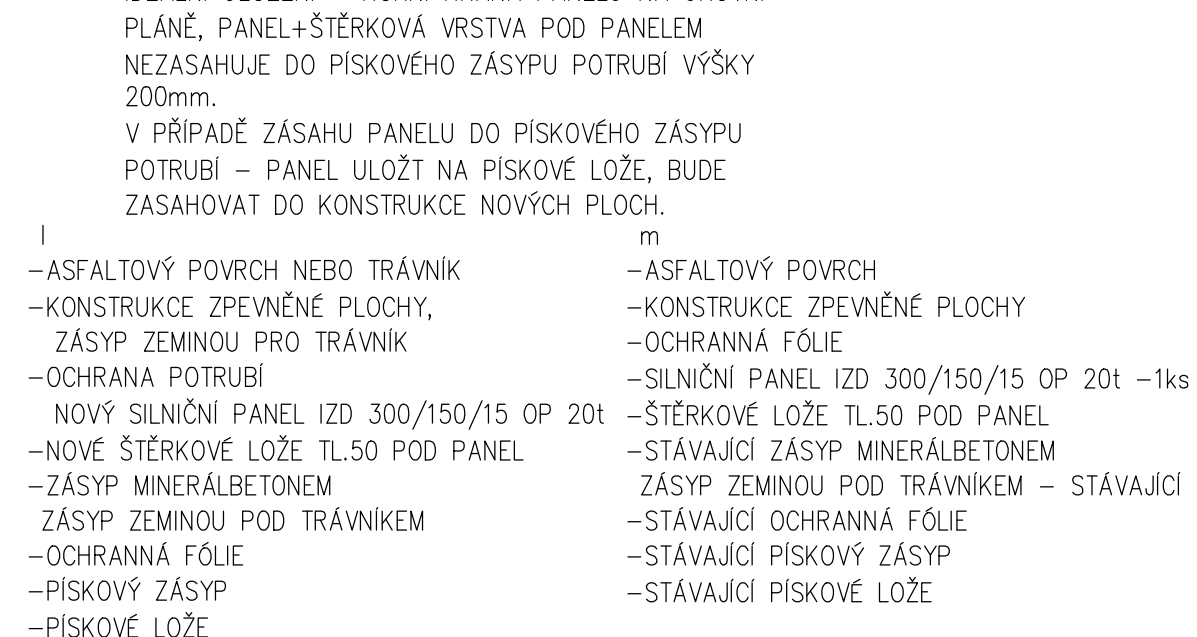 PLÁNĚ, PANEL+ŠTĚRKOVÁ VRSTVA POD PANELEM
NEZASAHUJE DO PÍSKOVÉHO ZÁSYPU POTRUBÍ VÝŠKY
200mm.
V PŘÍPADĚ ZÁSAHU PANELU DO PÍSKOVÉHO ZÁSYPU
POTRUBÍ – PANEL ULOŽT NA PÍSKOVÉ LOŽE, BUDE
ZASAHOVAT DO KONSTRUKCE NOVÝCH PLOCH.
l
–ASFALTOVÝ POVRCH NEBO TRÁVNÍK
–KONSTRUKCE ZPEVNĚNÉ PLOCHY,
ZÁSYP ZEMINOU PRO TRÁVNÍK
–OCHRANA POTRUBÍ
NOVÝ SILNIČNÍ PANEL IZD 300/150/15 OP 20t
–NOVÉ ŠTĚRKOVÉ LOŽE TL.50 POD PANEL
–ZÁSYP MINERÁLBETONEM
ZÁSYP ZEMINOU POD TRÁVNÍKEM
–OCHRANNÁ FÓLIE
–PÍSKOVÝ ZÁSYP
–PÍSKOVÉ LOŽE
m
–ASFALTOVÝ POVRCH
–KONSTRUKCE ZPEVNĚNÉ PLOCHY
–OCHRANNÁ FÓLIE
–SILNIČNÍ PANEL IZD 300/150/15 OP 20t –1ks
–ŠTĚRKOVÉ LOŽE TL.50 POD PANEL
–STÁVAJÍCÍ ZÁSYP MINERÁLBETONEM
ZÁSYP ZEMINOU POD TRÁVNÍKEM – STÁVAJÍCÍ
–STÁVAJÍCÍ OCHRANNÁ FÓLIE
–STÁVAJÍCÍ PÍSKOVÝ ZÁSYP
–STÁVAJÍCÍ PÍSKOVÉ LOŽE